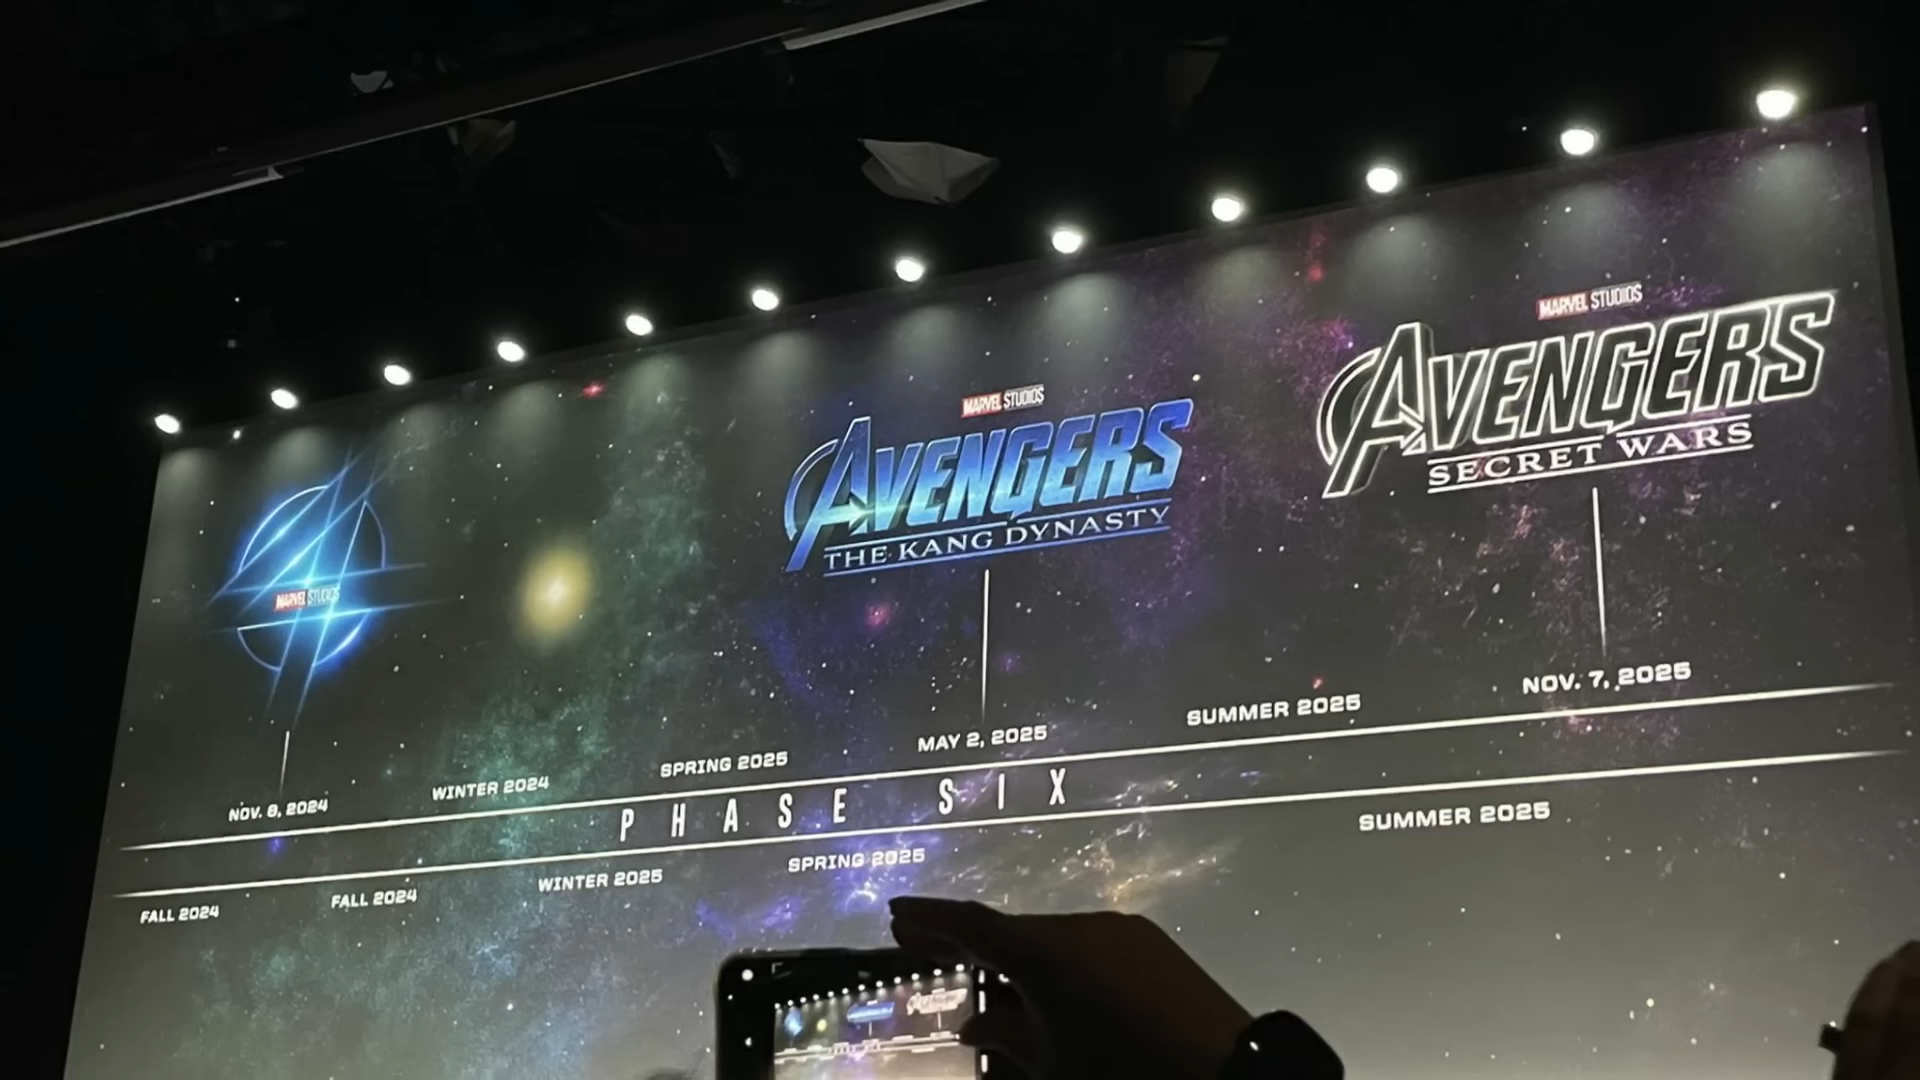 MARVEL STUDIOS
AVENGERS
SECRET WARS
MARVEL STUDIOS
AVENGERS
THE KANG DYNASTY
4
MARVEL STUDIOS
NOV. 8, 2024
WINTER 2024
SPRING 2025
MAY 2, 2025
SUMMER 2025
NOV. 7, 2025
PHASE SIX
FALL 2024
FALL 2024
WINTER 2025
SPRING 2025
SUMMER 2025